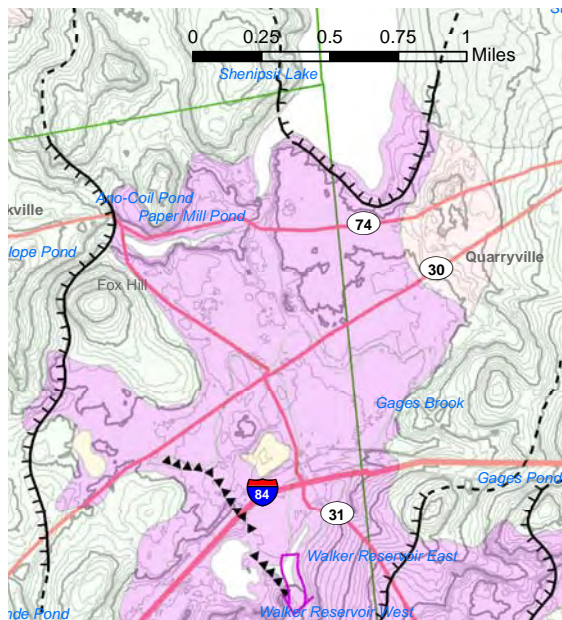 St
0 0.25 0.5 0.75 1
Miles
Shenipsit Lake
Ano-Coil Pond
kville
Paper Mill Pond
74
lope Pond
Quarryville
30
Fox Hill
Gages Brook
Gages Pond
84
31
Walker Reservoir East
nde Pond
Walker Reservoir West